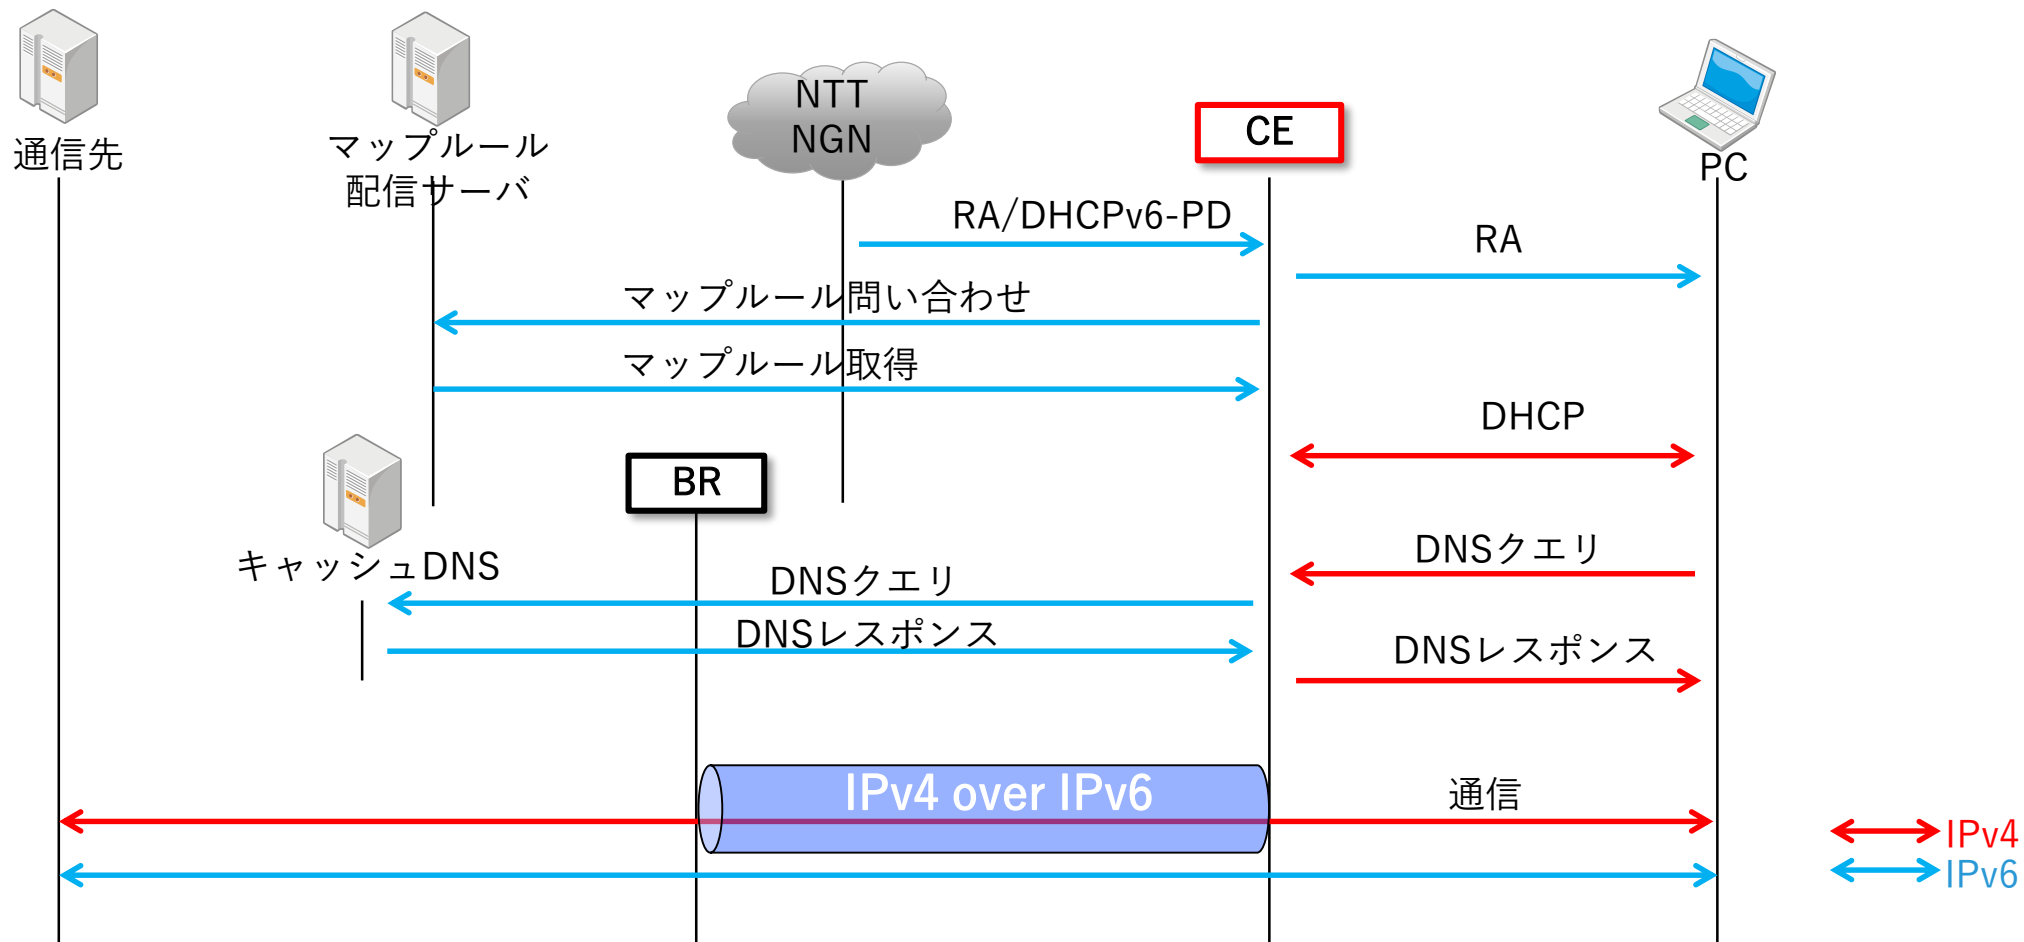 通信先
マップルール
配信サーバ
NTT
NGN
CE
PC
RA/DHCPv6-PD
RA
マップルール問い合わせ
マップルール取得
DHCP
BR
キャッシュDNS
DNSクエリ
DNSクエリ
DNSレスポンス
DNSレスポンス
IPv4 over IPv6
通信
IPv4
IPv6